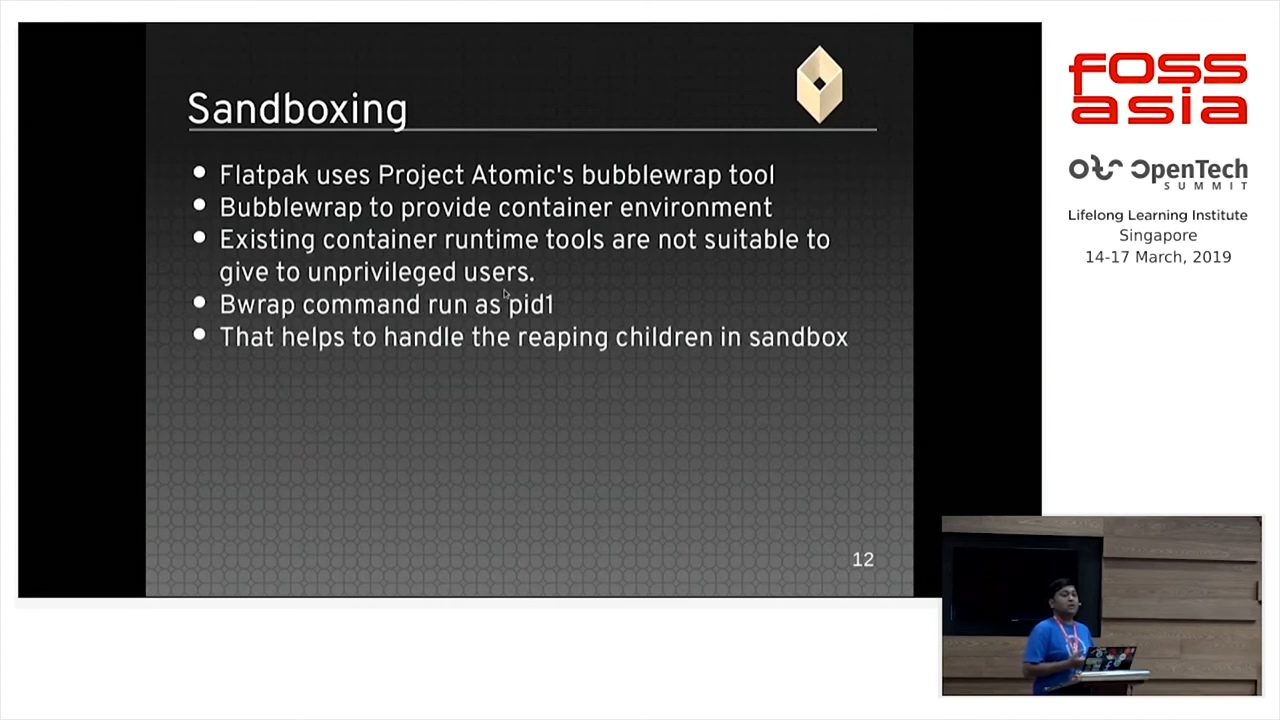 Sandboxing
Flatpak uses Project Atomic's bubblewrap tool
Bubblewrap to provide container environment
Existing container runtime tools are not suitable to
give to unprivileged users.
Bwrap command run as pid1
That helps to handle the reaping children in sandbox
12
fOSS
asia
OpenTech
SUMMIT
Lifelong Learning Institute
Singapore
14-17 March, 2019